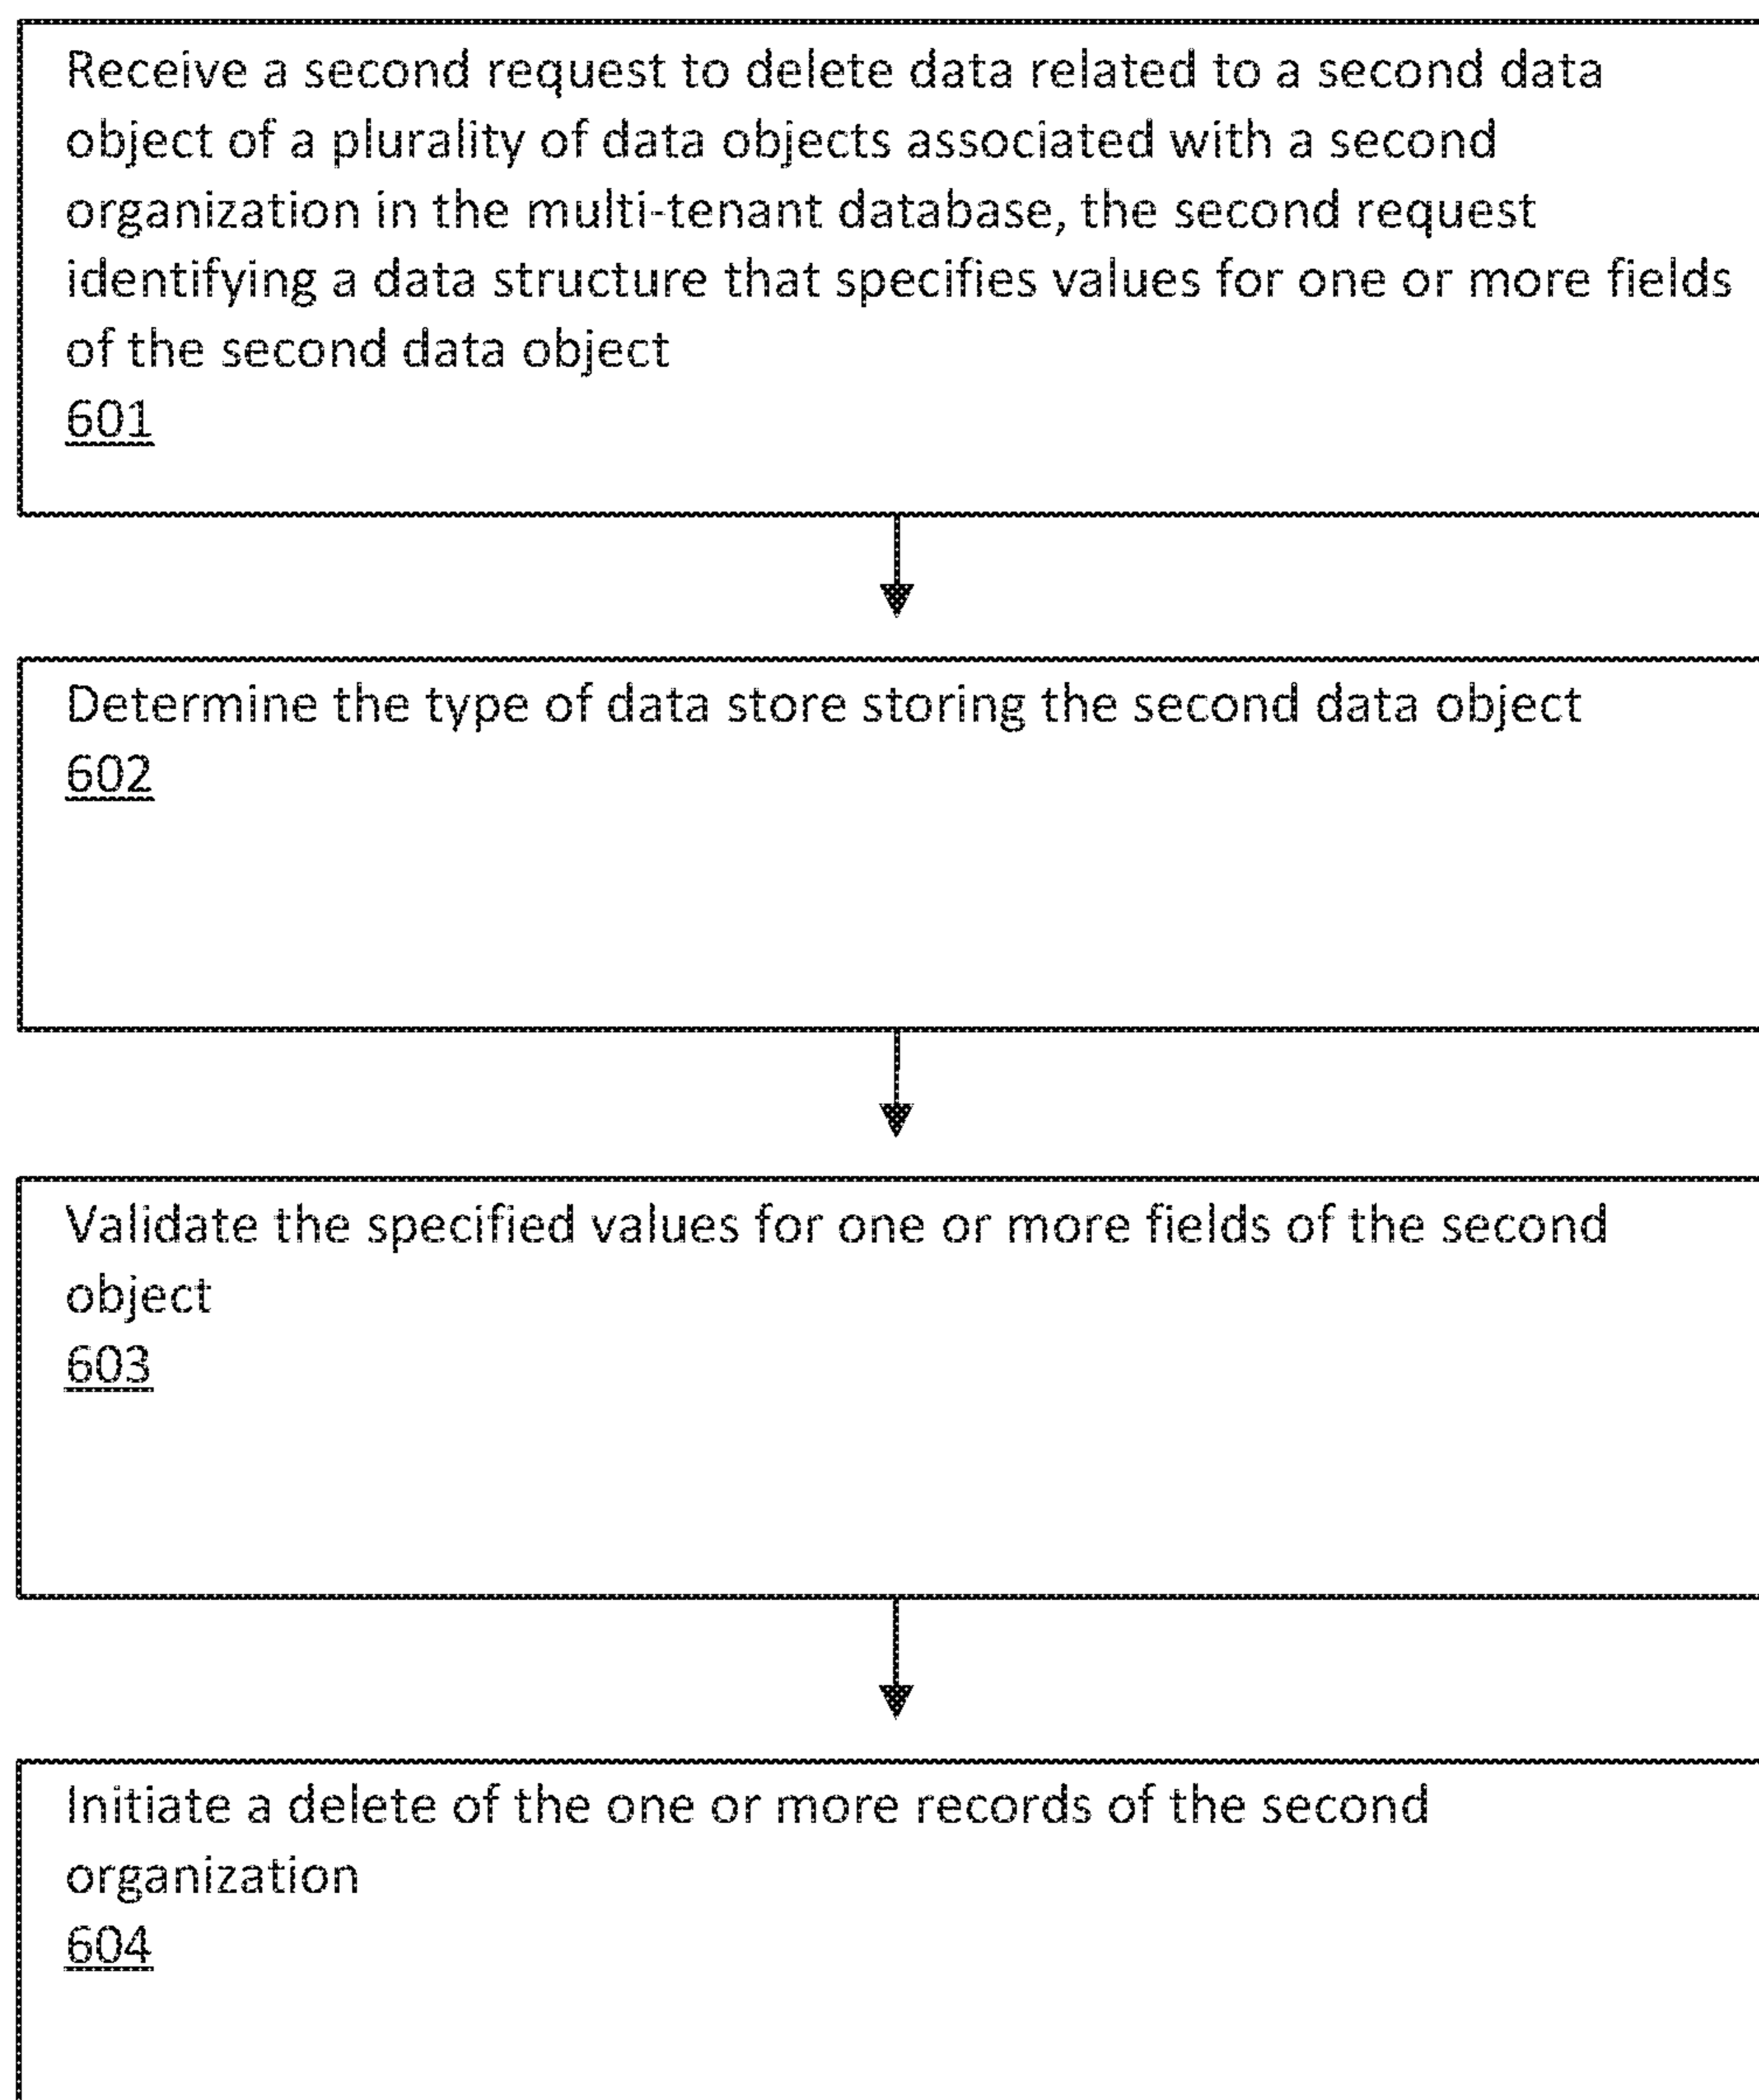 Receive a second request to delete data related to a second data
object of a plurality of data objects associated with a second
organization in the multi-tenant database, the second request
identifying a data structure that specifies values for one or more fields
of the second data object
601
Determine the type of data store storing the second data object
602
Validate the specified values for one or more fields of the second
object
603
Initiate a delete of the one or more records of the second
organization
604